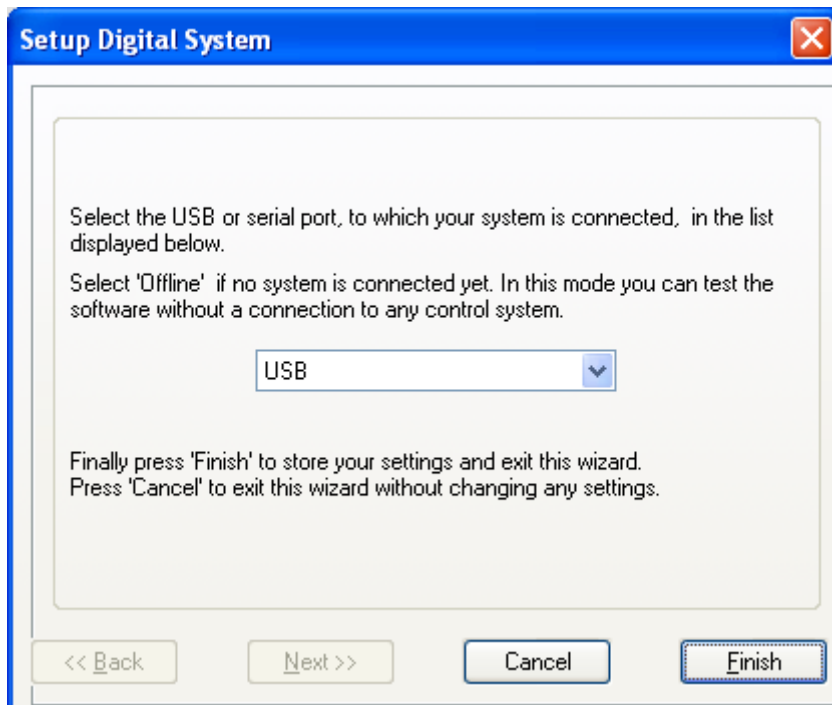 Setup Digital System
Select the USB or serial port, to which your system is connected,  in the list
displayed below.
Select 'Offline'  if no system is connected yet. In this mode you can test the
software without a connection to any control system.
USB
Finally press 'Finish' to store your settings and exit this wizard.
Press 'Cancel' to exit this wizard without changing any settings.
<< Back
Next >>
Cancel
Finish